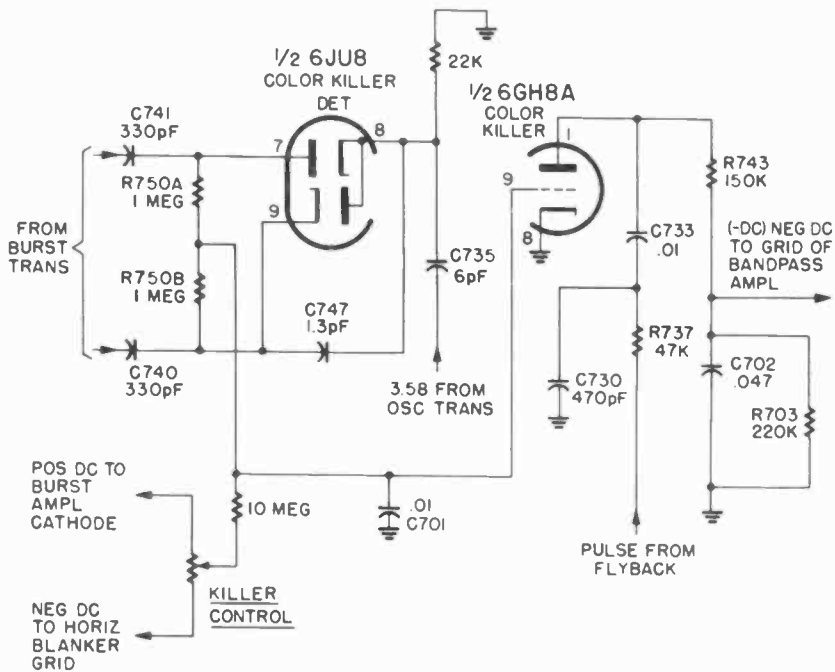 1/2 6JU8
COLOR KILLER
DET
22K
1/2 6GH8A
COLOR
KILLER
C741
330pF
7
8
1
R750A
1 MEG
9
9
8
R743
150K
FROM
BURST
TRANS
R750B
1 MEG
C735
6pF
C733
.01
(-DC) NEG DC
TO GRID OF
BANDPASS
AMPL
C747
1.3pF
R737
47K
C740
330pF
3.58 FROM
OSC TRANS
C730
470pF
C702
.047
R703
220K
POS DC TO
BURST
AMPL
CATHODE
10 MEG
.01
C701
PULSE FROM
FLYBACK
KILLER
CONTROL
NEG DC
TO HORIZ
BLANKER
GRID